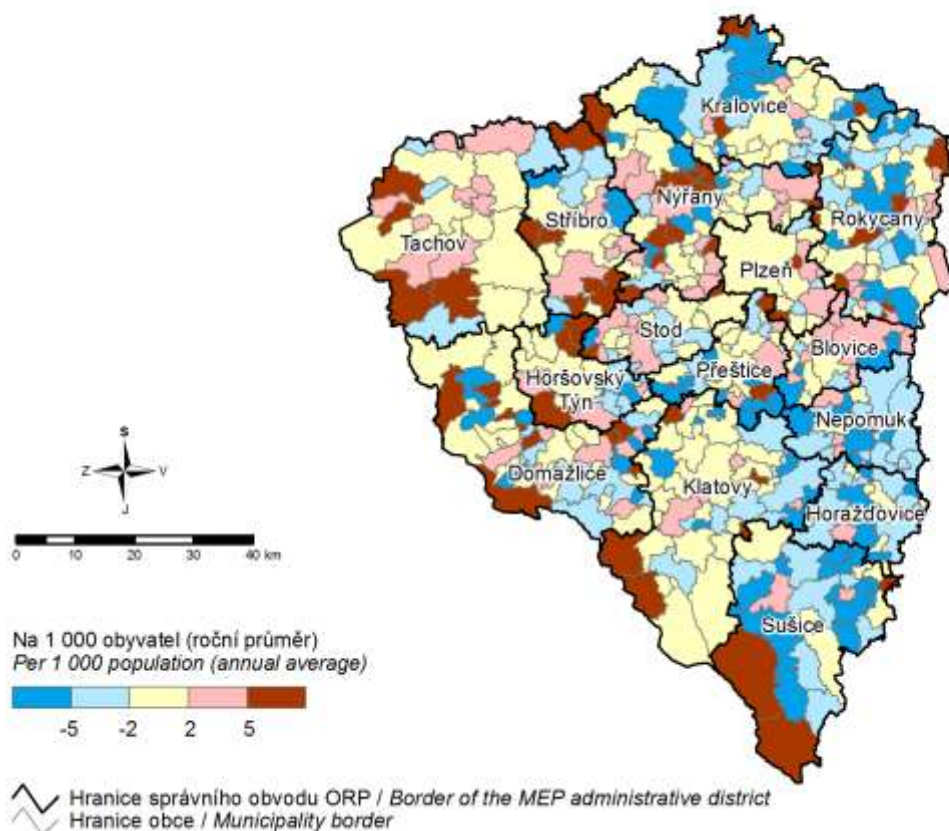 Kralovice
Nýřany
Rokycany
Stříbro
Tachov
Plzeň
Stod
Blovice
Přeštice
Horšovský
Týn
Nepomuk
Domažlice
Klatovy
Horažďovice
Sušice
S
Z V
J
0 5 10 20 30 40 km
Na 1 000 obyvatel (roční průměr)
Per 1 000 population (annual average)
-5 -2 2 5
Hranice správního obvodu ORP / Border of the MEP administrative district
Hranice obce / Municipality border